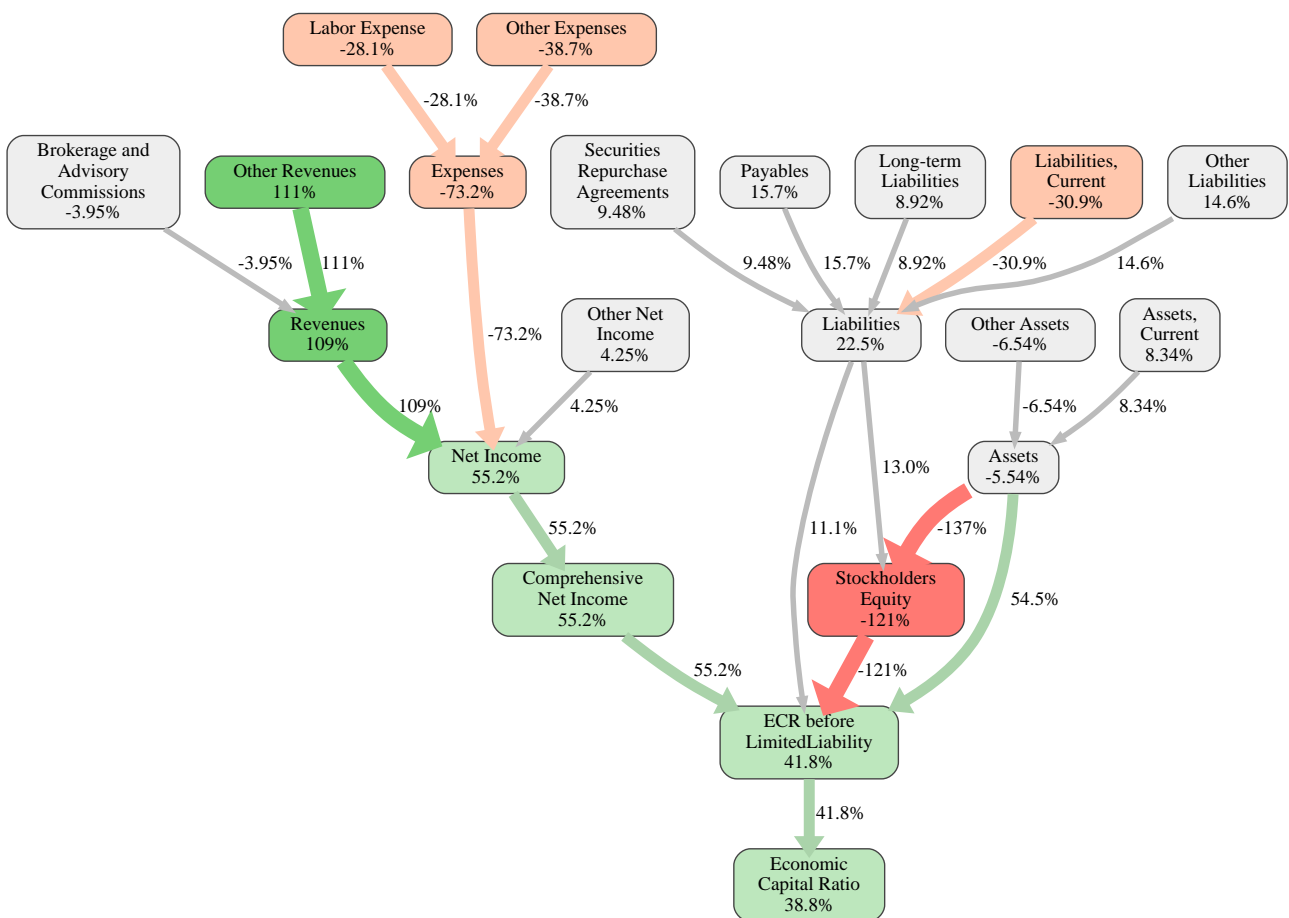 Labor Expense
-28.1%
Other Expenses
-38.7%
-28.1%
-38.7%
Brokerage and
Advisory
Commissions
-3.95%
Other Revenues
111%
Expenses
-73.2%
Securities
Repurchase
Agreements
9.48%
Payables
15.7%
Long-term
Liabilities
8.92%
Liabilities,
Current
-30.9%
Other
Liabilities
14.6%
-3.95%
111%
9.48%
15.7%
8.92%
-30.9%
14.6%
Revenues
109%
-73.2%
Other Net
Income
4.25%
Liabilities
22.5%
Other Assets
-6.54%
Assets,
Current
8.34%
109%
4.25%
-6.54%
8.34%
Net Income
55.2%
13.0%
Assets
-5.54%
55.2%
11.1%
-137%
Comprehensive
Net Income
55.2%
Stockholders
Equity
-121%
54.5%
55.2%
-121%
ECR before
LimitedLiability
41.8%
41.8%
Economic
Capital Ratio
38.8%